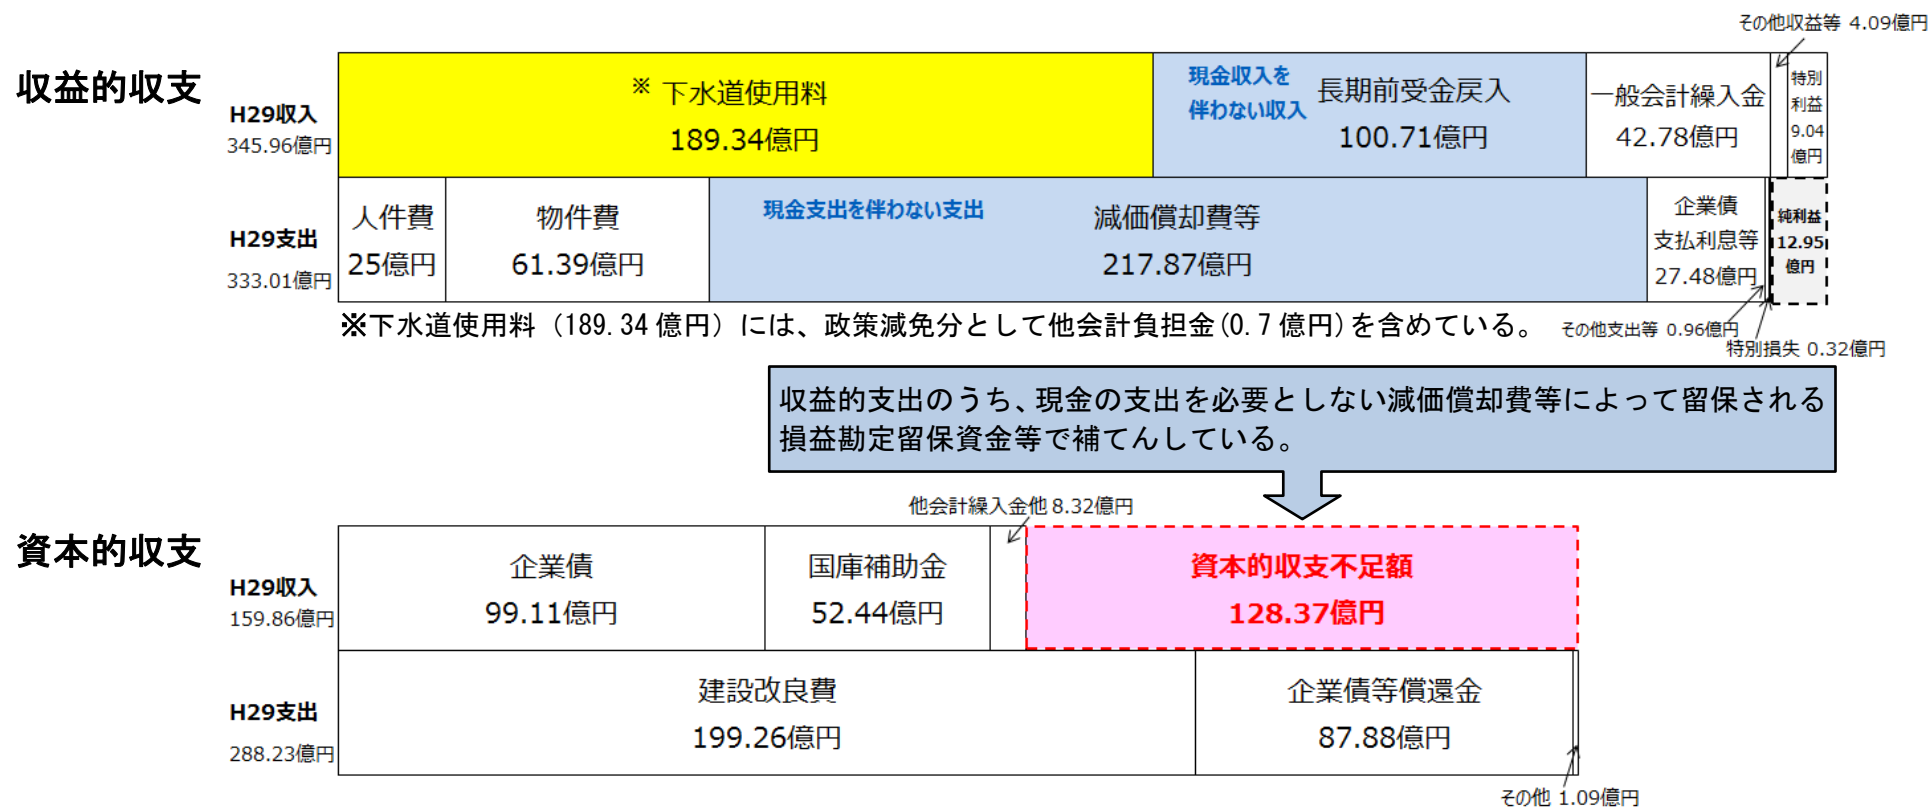 その他収益等 4.09億円
収益的収支
H29収入
345.96億円
※ 下水道使用料
189.34億円
現金収入を
伴わない収入
長期前受金戻入
100.71億円
一般会計繰入金
42.78億円
特別
利益
9.04
億円
H29支出
333.01億円
人件費
25億円
物件費
61.39億円
現金支出を伴わない支出
減価償却費等
217.87億円
企業債
支払利息等
27.48億円
純利益
12.95
億円
※下水道使用料（189.34億円）には、政策減免分として他会計負担金(0.7億円)を含めている。
その他支出等 0.96億円
特別損失 0.32億円
収益的支出のうち、現金の支出を必要としない減価償却費等によって留保される
損益勘定留保資金等で補てんしている。
他会計繰入金他 8.32億円
資本的収支
H29収入
159.86億円
企業債
99.11億円
国庫補助金
52.44億円
資本的収支不足額
128.37億円
H29支出
288.23億円
建設改良費
199.26億円
企業債等償還金
87.88億円
その他 1.09億円